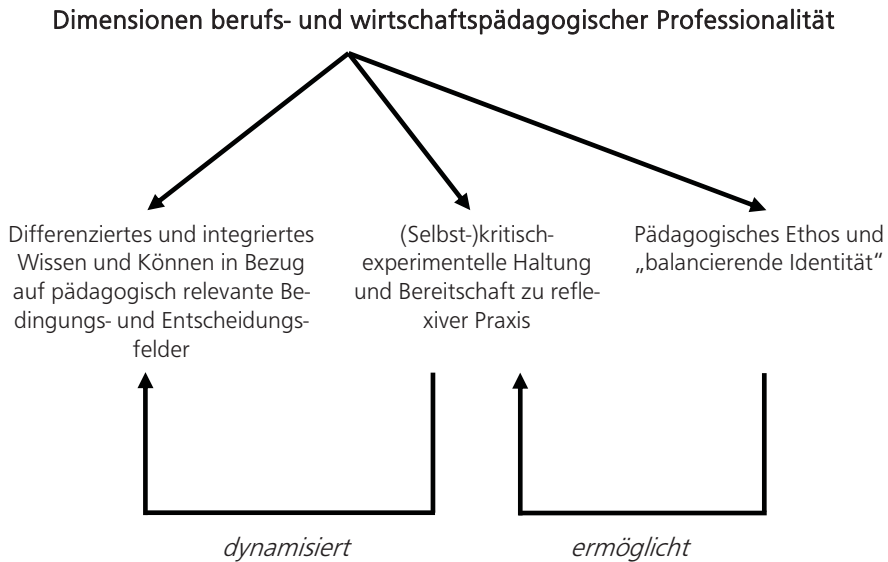 Dimensionen berufs- und wirtschaftspädagogischer Professionalität
Differenziertes und integriertes
Wissen und Können in Bezug
auf pädagogisch relevante Be-
dingungs- und Entscheidungs-
felder
(Selbst-)kritisch-
experimentelle Haltung
und Bereitschaft zu refle-
xiver Praxis
Pädagogisches Ethos und
„balancierende Identität“
dynamisiert
ermöglicht